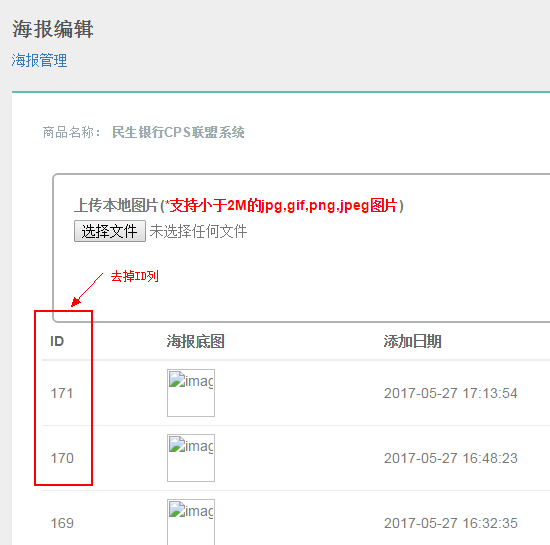 海报编辑
海报管理
商品名称： 民生银行CPS联盟系统
上传本地图片(*支持小于2M的jpg,gif,png,jpeg图片)
选择文件 未选择任何文件
去掉ID列
ID 海报底图 添加日期
171 imag 2017-05-27 17:13:54
170 imag 2017-05-27 16:48:23
169 imag 2017-05-27 16:32:35